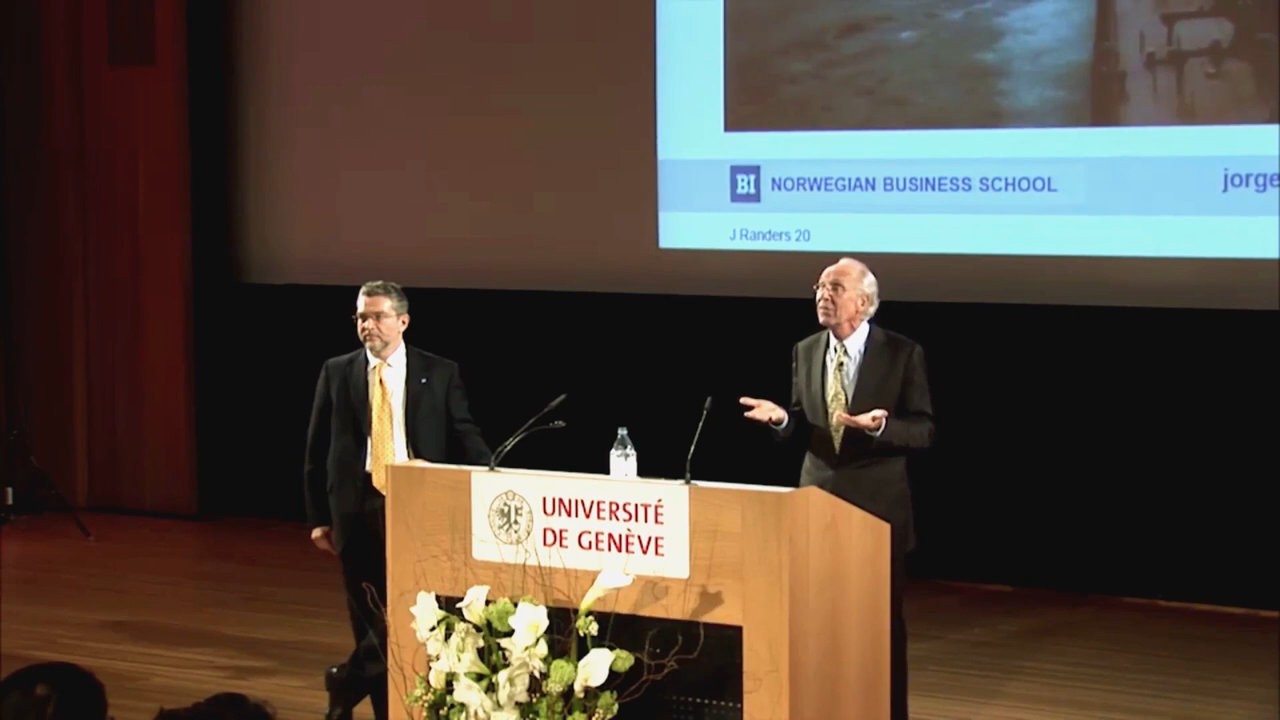 BI NORWEGIAN BUSINESS SCHOOL
jorge
J Randers 20
UNIVERSITÉ
DE GENÈVE